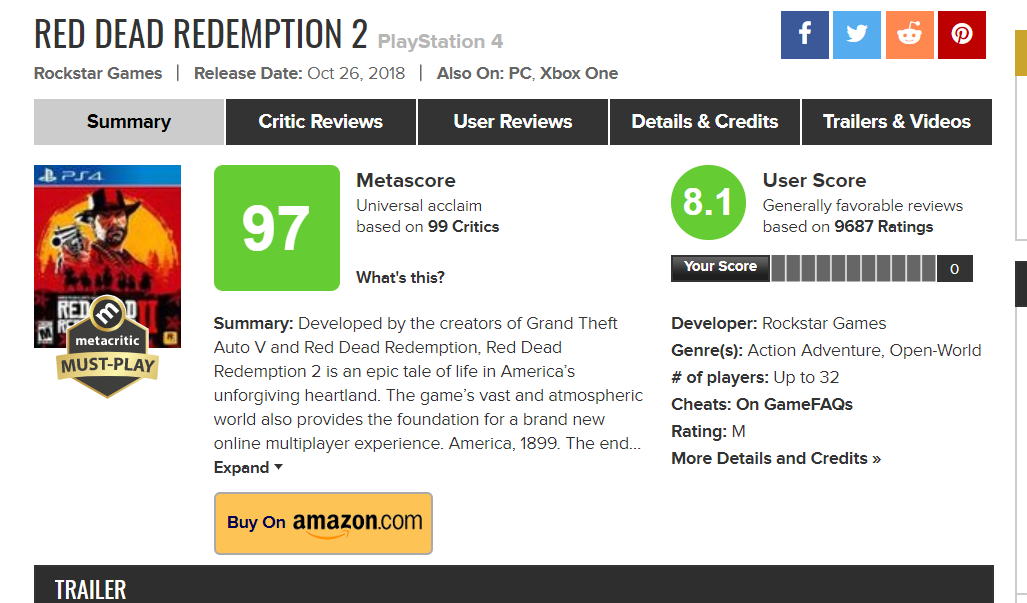 RED DEAD REDEMPTION 2 PlayStation 4
Rockstar Games | Release Date: Oct 26, 2018 | Also On: PC, Xbox One
Summary Critic Reviews User Reviews Details & Credits Trailers & Videos
PS4
RED DEAD
metacritic
MUST-PLAY
97
Metascore
Universal acclaim
based on 99 Critics
What's this?
8.1
User Score
Generally favorable reviews
based on 9687 Ratings
Your Score 0
Summary: Developed by the creators of Grand Theft
Auto V and Red Dead Redemption, Red Dead
Redemption 2 is an epic tale of life in America’s
unforgiving heartland. The game’s vast and atmospheric
world also provides the foundation for a brand new
online multiplayer experience. America, 1899. The end...
Expand
Buy On amazon.com
Developer: Rockstar Games
Genre(s): Action Adventure, Open-World
# of players: Up to 32
Cheats: On GameFAQs
Rating: M
More Details and Credits »
TRAILER